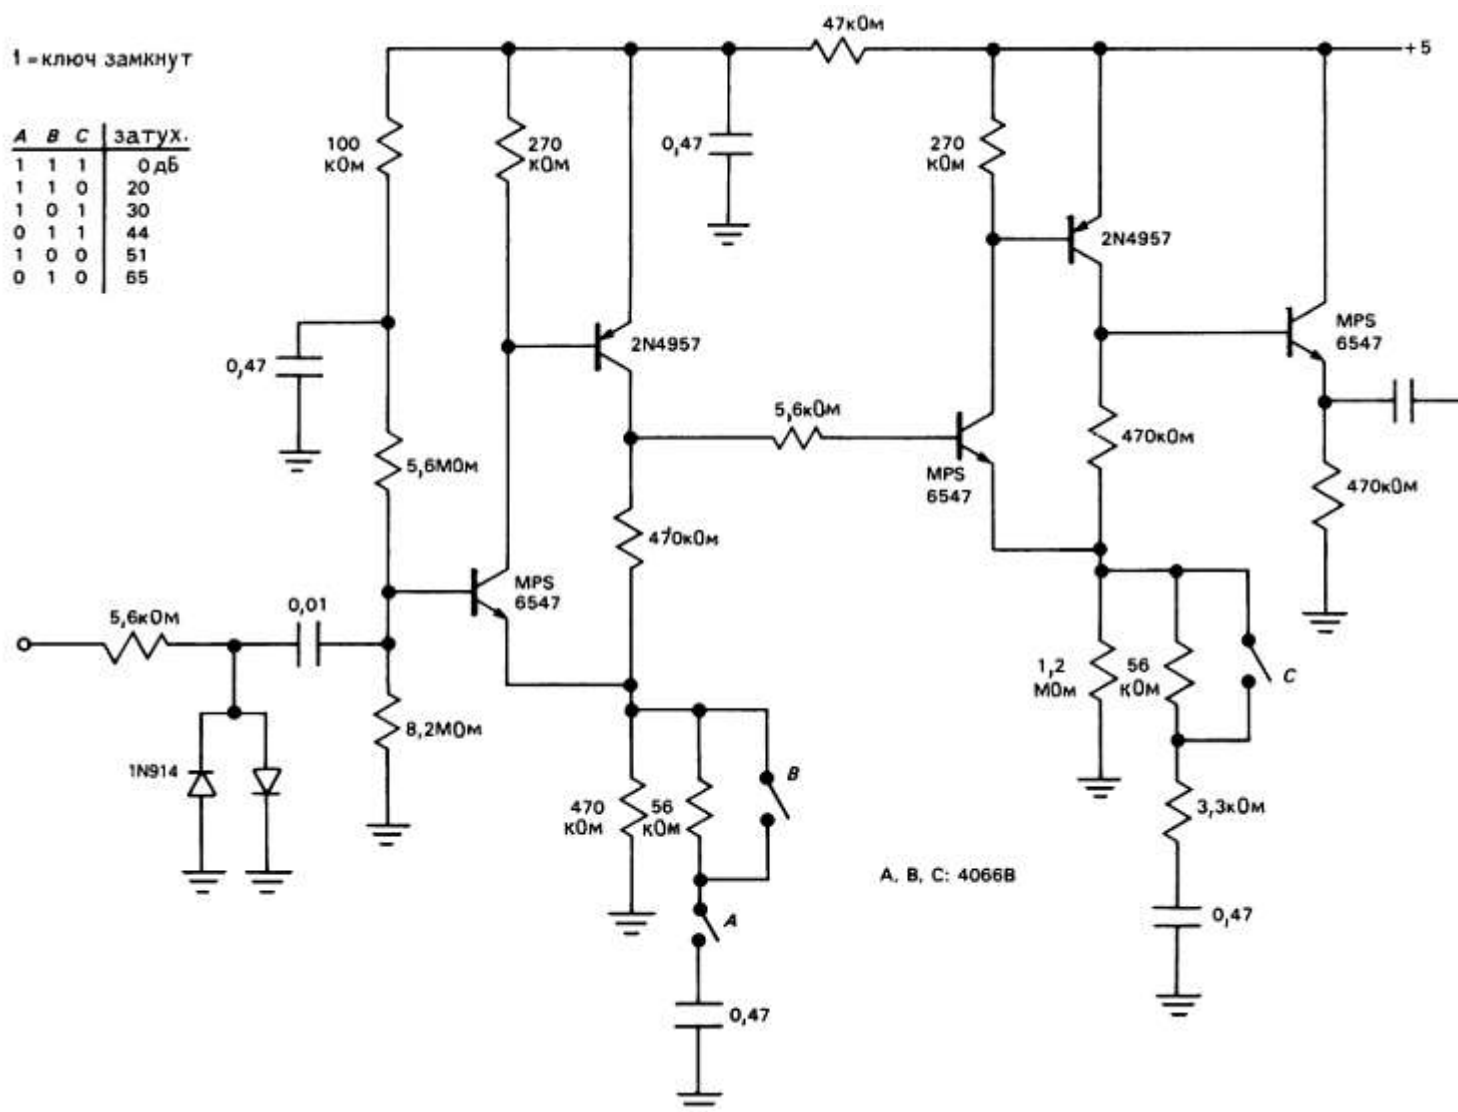 1=ключ замкнут
A B C затух.
1 1 1 0 дБ
1 1 0 20
1 0 1 30
0 1 1 44
1 0 0 51
0 1 0 65
47кОм
+5
100
кОм
270
кОм
0,47
270
кОм
2N4957
0,47
2N4957
MPS
6547
5,6кОм
5,6МОм
470кОм
MPS
6547
470кОм
470кОм
MPS
6547
5,6кОм
0,01
8,2МОм
1,2
МОм
56
кОм
C
1N914
470
кОм
56
кОм
B
3,3кОм
A, B, C: 4066B
A
0,47
0,47